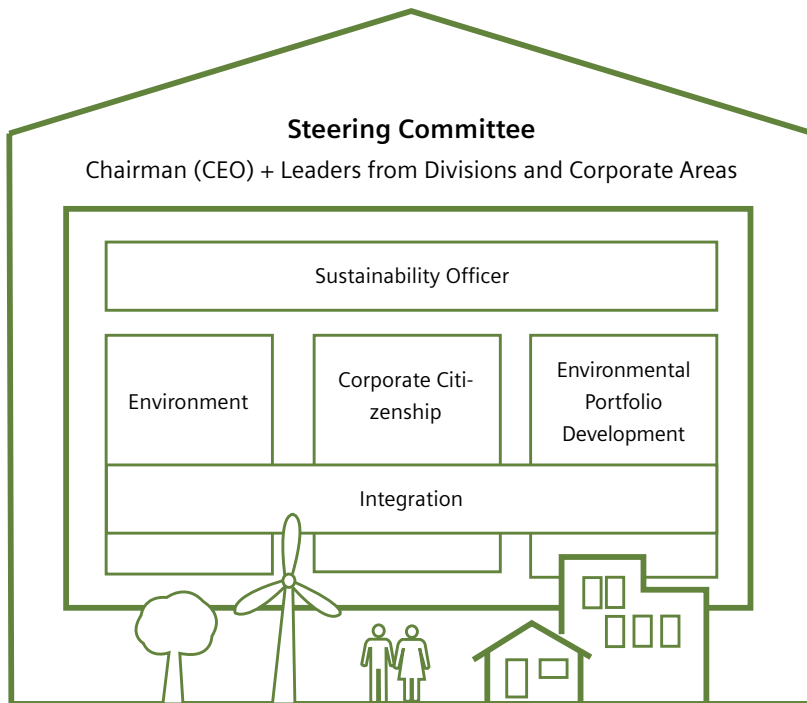 Steering Committee
Chairman (CEO) + Leaders from Divisions and Corporate Areas
Sustainability Officer
Environment
Corporate Citi-
zenship
Environmental
Portfolio
Development
Integration